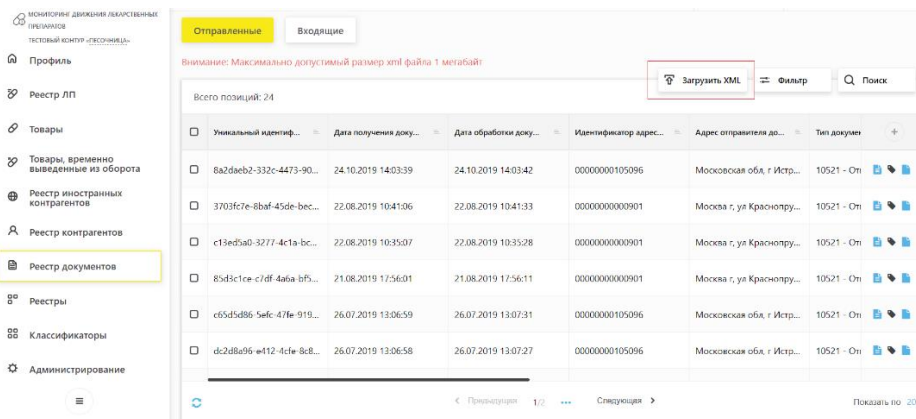 МОНИТОРИНГ ДВИЖЕНИЯ ЛЕКАРСТВЕННЫХ
ПРЕПАРАТОВ
ТЕСТОВЫЙ КОНТУР «ПЕСОЧНИЦА»
Профиль
Реестр ЛП
Товары
Товары, временно
выведенные из оборота
Реестр иностранных
контрагентов
Реестр контрагентов
Реестр документов
Реестры
Классификаторы
Администрирование
Отправленные Входящие
Внимание: Максимально допустимый размер xml файла 1 мегабайт
Загрузить XML Фильтр Поиск
Всего позиций: 24
Уникальный идентиф... Дата получения доку... Дата обработки доку... Идентификатор адрес... Адрес отправителя до... Тип докумен
8a2daeb2-332c-4473-90... 24.10.2019 14:03:39 24.10.2019 14:03:42 00000000105096 Московская обл, г Истр... 10521 - Отг
3703fc7e-8baf-45de-bec... 22.08.2019 10:41:06 22.08.2019 10:41:33 00000000000901 Москва г, ул Краснопру... 10521 - Отг
c13ed5a0-3277-4c1a-bc... 22.08.2019 10:35:07 22.08.2019 10:35:28 00000000000901 Москва г, ул Краснопру... 10521 - Отг
85d3c1ce-c7df-4a6a-bf5... 21.08.2019 17:56:01 21.08.2019 17:56:11 00000000000901 Москва г, ул Краснопру... 10521 - Отг
c65d5d86-5efc-47fe-919... 26.07.2019 13:06:59 26.07.2019 13:07:31 00000000105096 Московская обл, г Истр... 10521 - Отг
dc2d8a96-e412-4cfe-8c8... 26.07.2019 13:06:58 26.07.2019 13:07:27 00000000105096 Московская обл, г Истр... 10521 - Отг
Предыдущая 1/2 ... Следующая Показать по 20